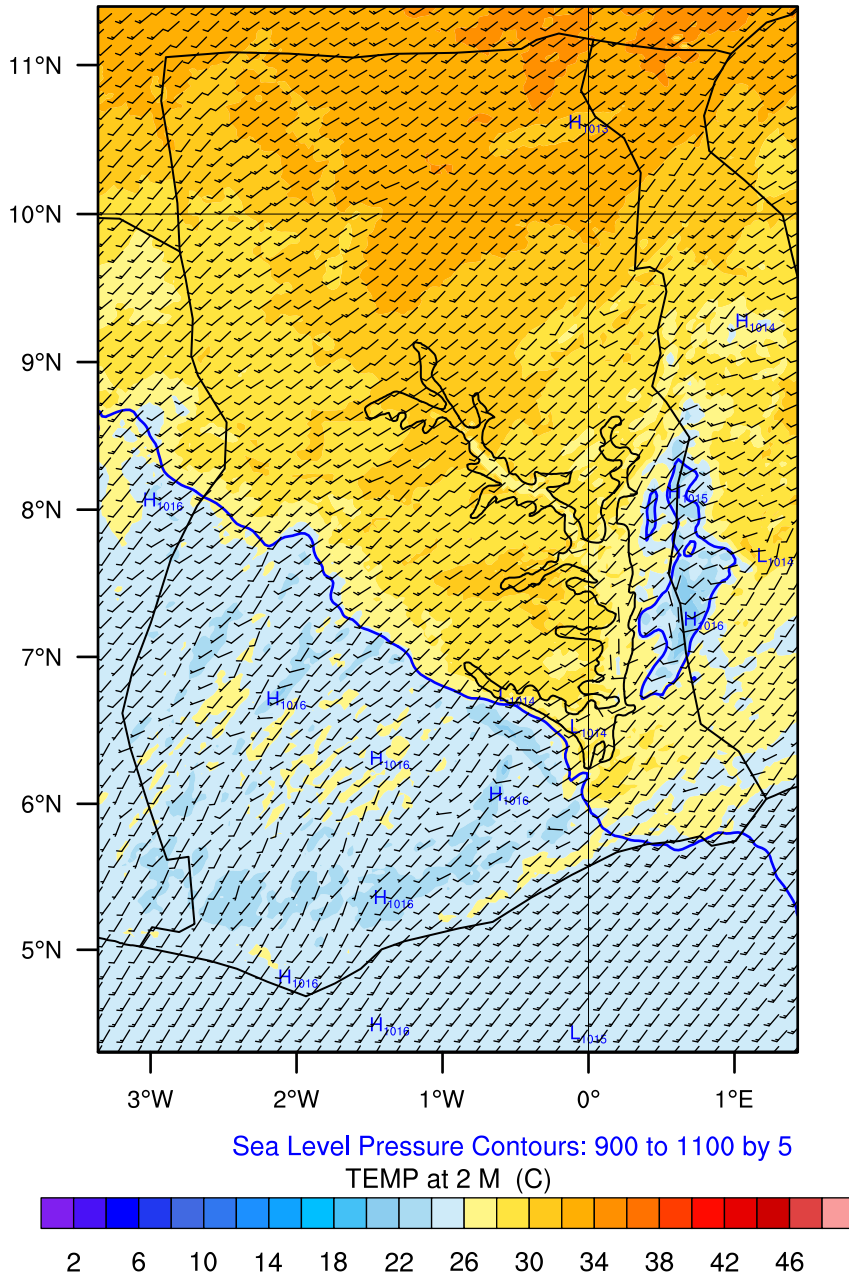 11°N
H1013
10°N
H1014
9°N
H1015
H1016
8°N
L1014
H1016
7°N
L1014
H1016
L1014
H1016
H1016
6°N
H1016
5°N
H1016
H1016
L1015
3°W 2°W 1°W 0° 1°E
Sea Level Pressure Contours: 900 to 1100 by 5
TEMP at 2 M (C)
2 6 10 14 18 22 26 30 34 38 42 46